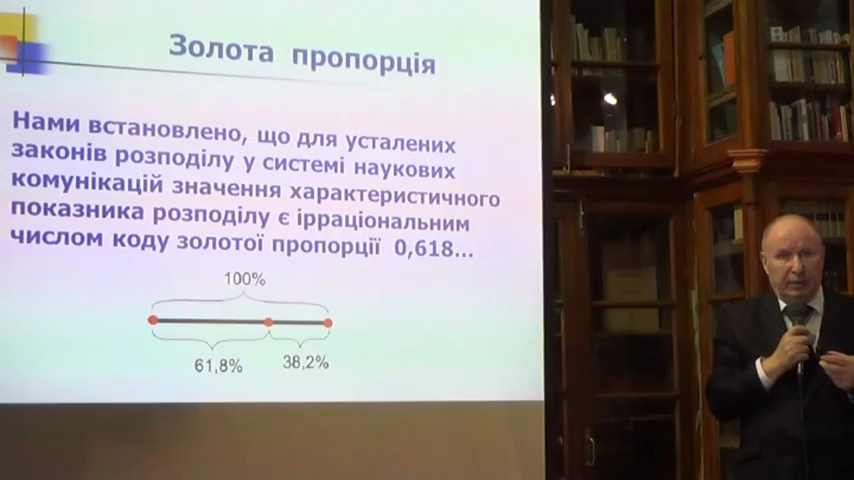 Золота пропорція
Нами встановлено, що для усталених
законів розподілу у системі наукових
комунікацій значення характеристичного
показника розподілу є ірраціональним
числом коду золотої пропорції 0,618...
100%
61,8% 38,2%